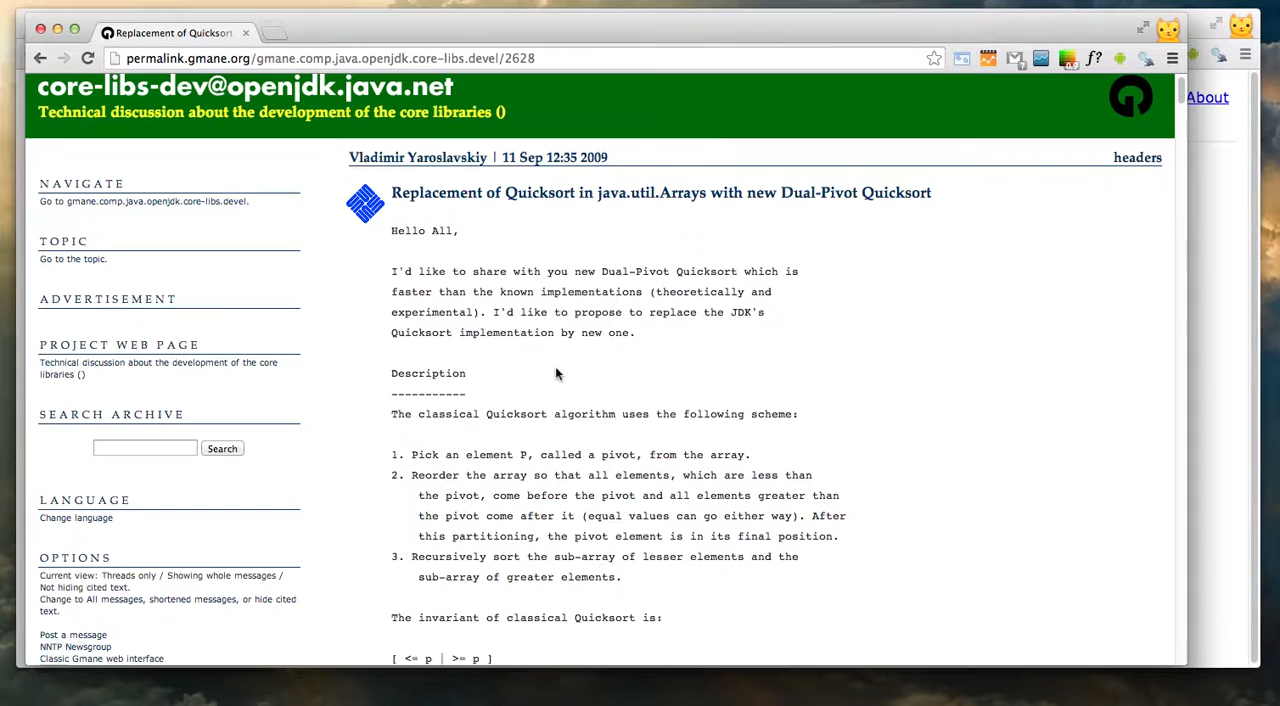 Replacement of Quicksort
permalink.gmane.org/gmane.comp.java.openjdk.core-libs.devel/2628
f?
About
core-libs-dev@openjdk.java.net
Technical discussion about the development of the core libraries ()
Vladimir Yaroslavskiy | 11 Sep 12:35 2009
headers
NAVIGATE
Go to gmane.comp.java.openjdk.core-libs.devel.
TOPIC
Go to the topic.
ADVERTISEMENT
PROJECT WEB PAGE
Technical discussion about the development of the core
libraries ()
SEARCH ARCHIVE
Search
LANGUAGE
Change language
OPTIONS
Current view: Threads only / Showing whole messages /
Not hiding cited text.
Change to All messages, shortened messages, or hide cited
text.
Post a message
NNTP Newsgroup
Classic Gmane web interface
Replacement of Quicksort in java.util.Arrays with new Dual-Pivot Quicksort
Hello All,
I'd like to share with you new Dual-Pivot Quicksort which is
faster than the known implementations (theoretically and
experimental). I'd like to propose to replace the JDK's
Quicksort implementation by new one.
Description
-----------
The classical Quicksort algorithm uses the following scheme:
1. Pick an element P, called a pivot, from the array.
2. Reorder the array so that all elements, which are less than
the pivot, come before the pivot and all elements greater than
the pivot come after it (equal values can go either way). After
this partitioning, the pivot element is in its final position.
3. Recursively sort the sub-array of lesser elements and the
sub-array of greater elements.
The invariant of classical Quicksort is:
[ <= p | >= p ]